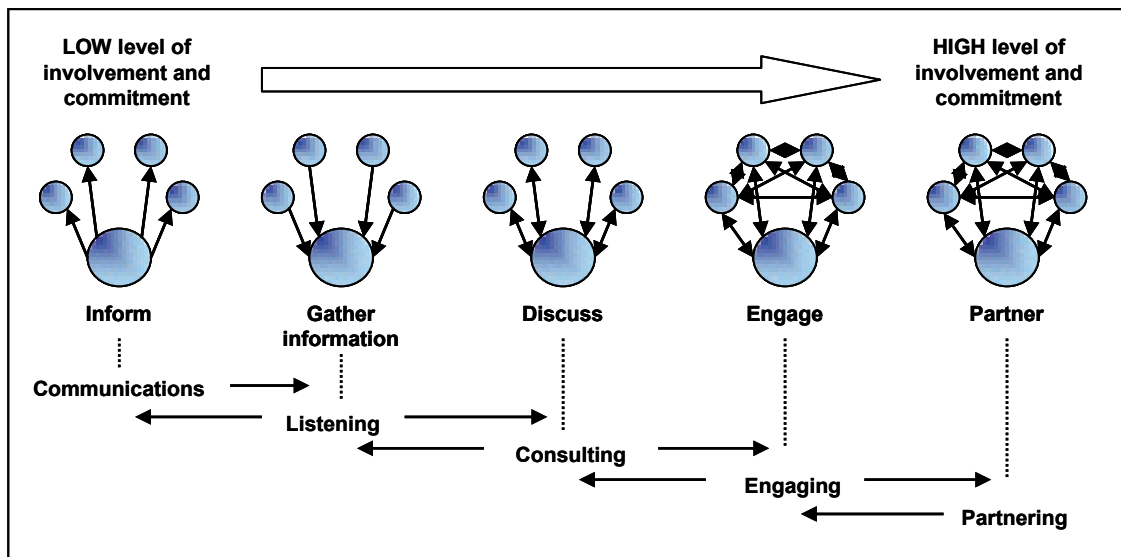 LOW level of
involvement and
commitment
HIGH level of
involvement and
commitment
Inform
Gather
information
Discuss
Engage
Partner
Communications
Listening
Consulting
Engaging
Partnering